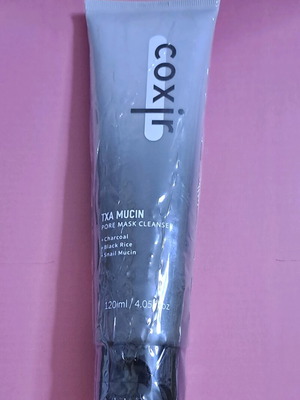 coxir
TXA MUCIN
PORE MASK CLEANSER
+ Charcoal
+ Black Rice
+ Snail Mucin
120ml / 4.05fl.oz